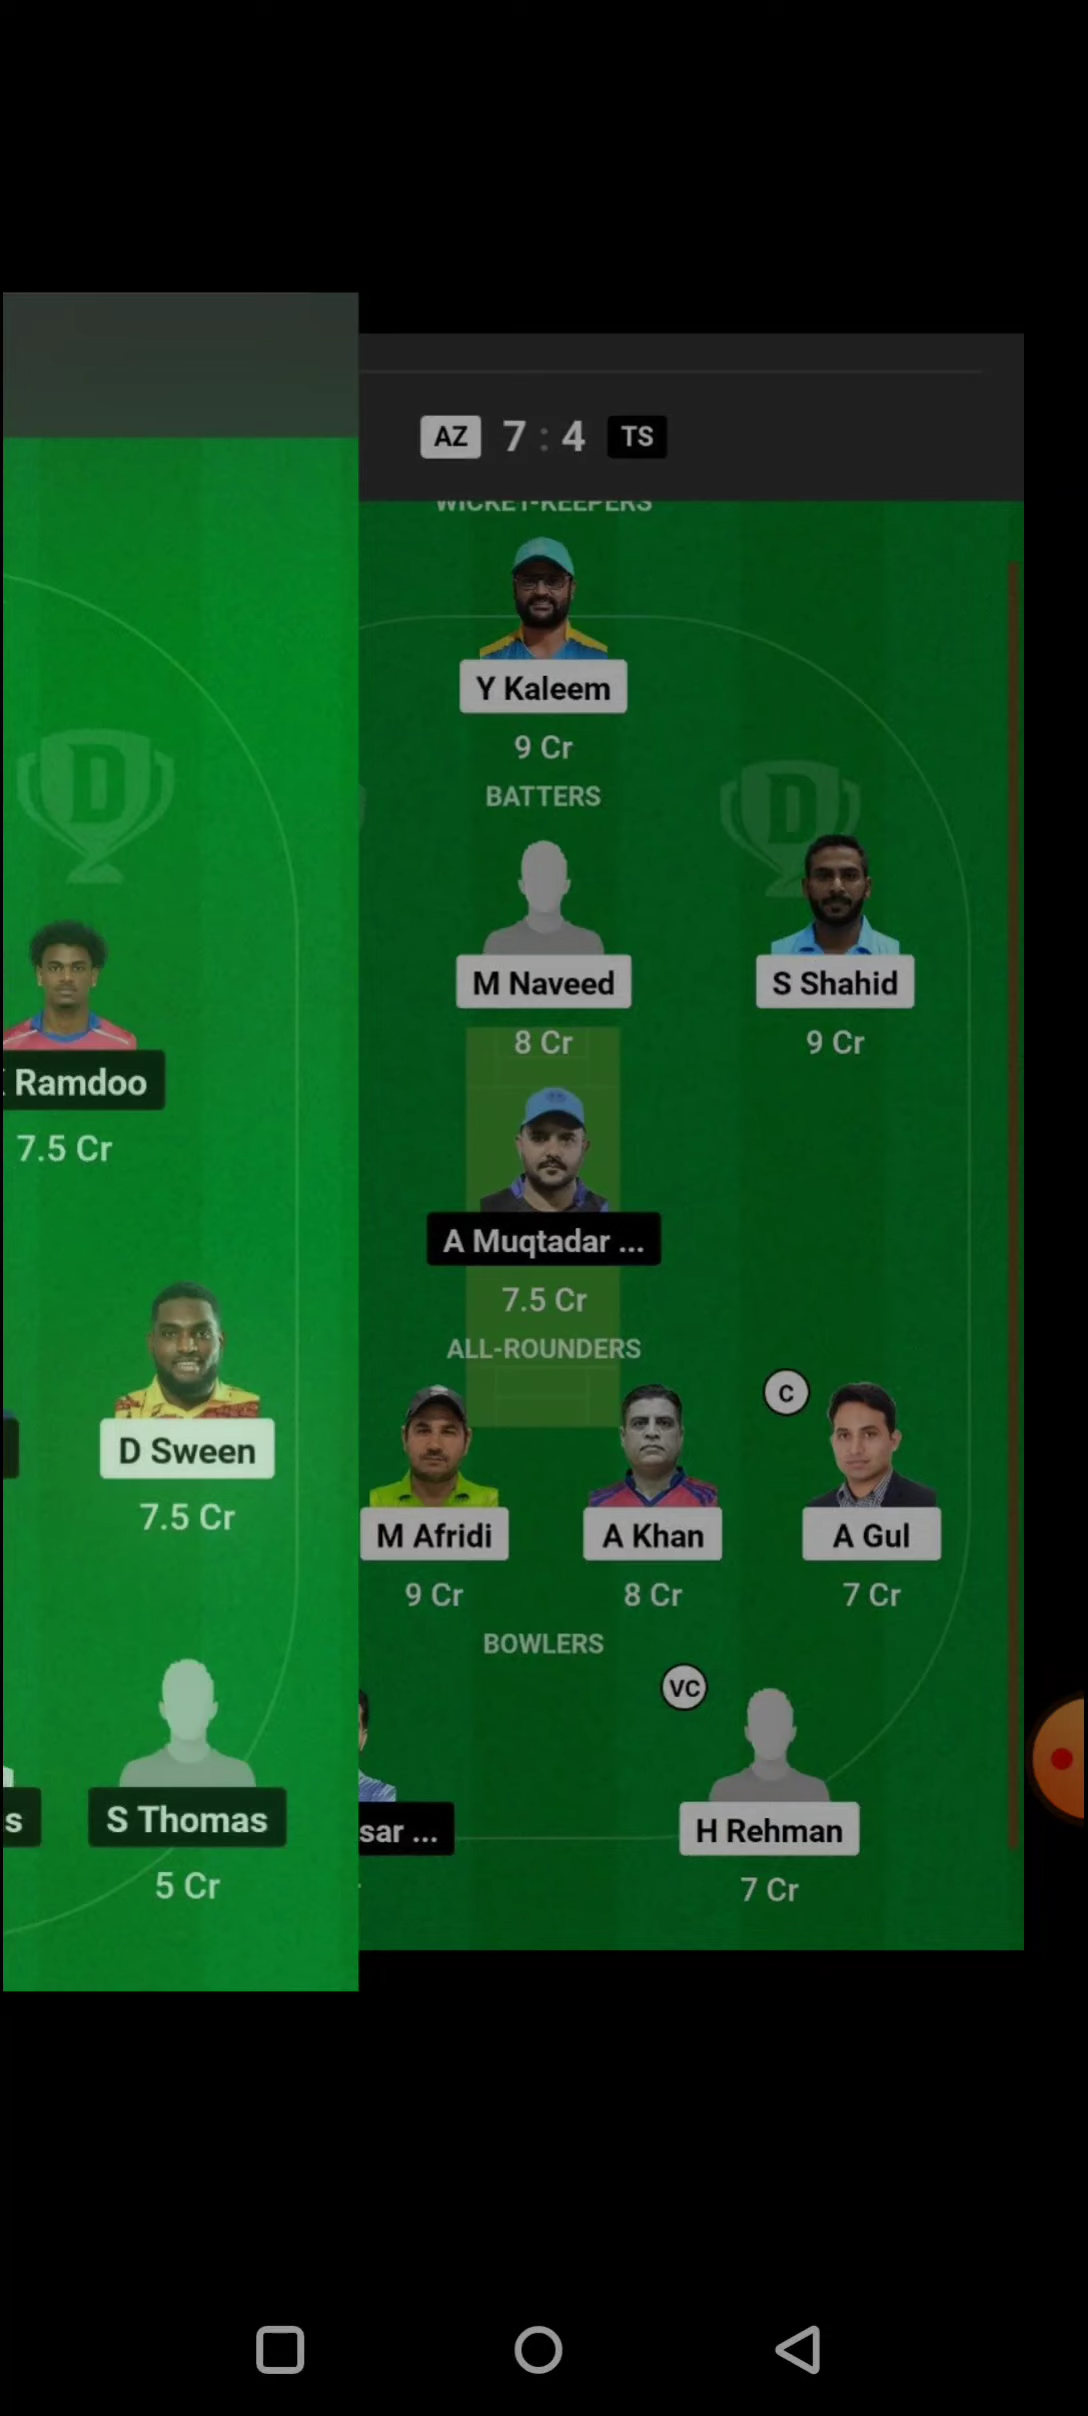 AZ 7 : 4 TS
WICKET-KEEPERS
Y Kaleem
9 Cr
BATTERS
M Naveed
S Shahid
8 Cr
9 Cr
A Muqtadar ...
7.5 Cr
ALL-ROUNDERS
C
M Afridi
A Khan
A Gul
9 Cr
8 Cr
7 Cr
BOWLERS
VC
sar ...
H Rehman
7 Cr
D
Ramdoo
7.5 Cr
D Sween
7.5 Cr
s
S Thomas
5 Cr
D